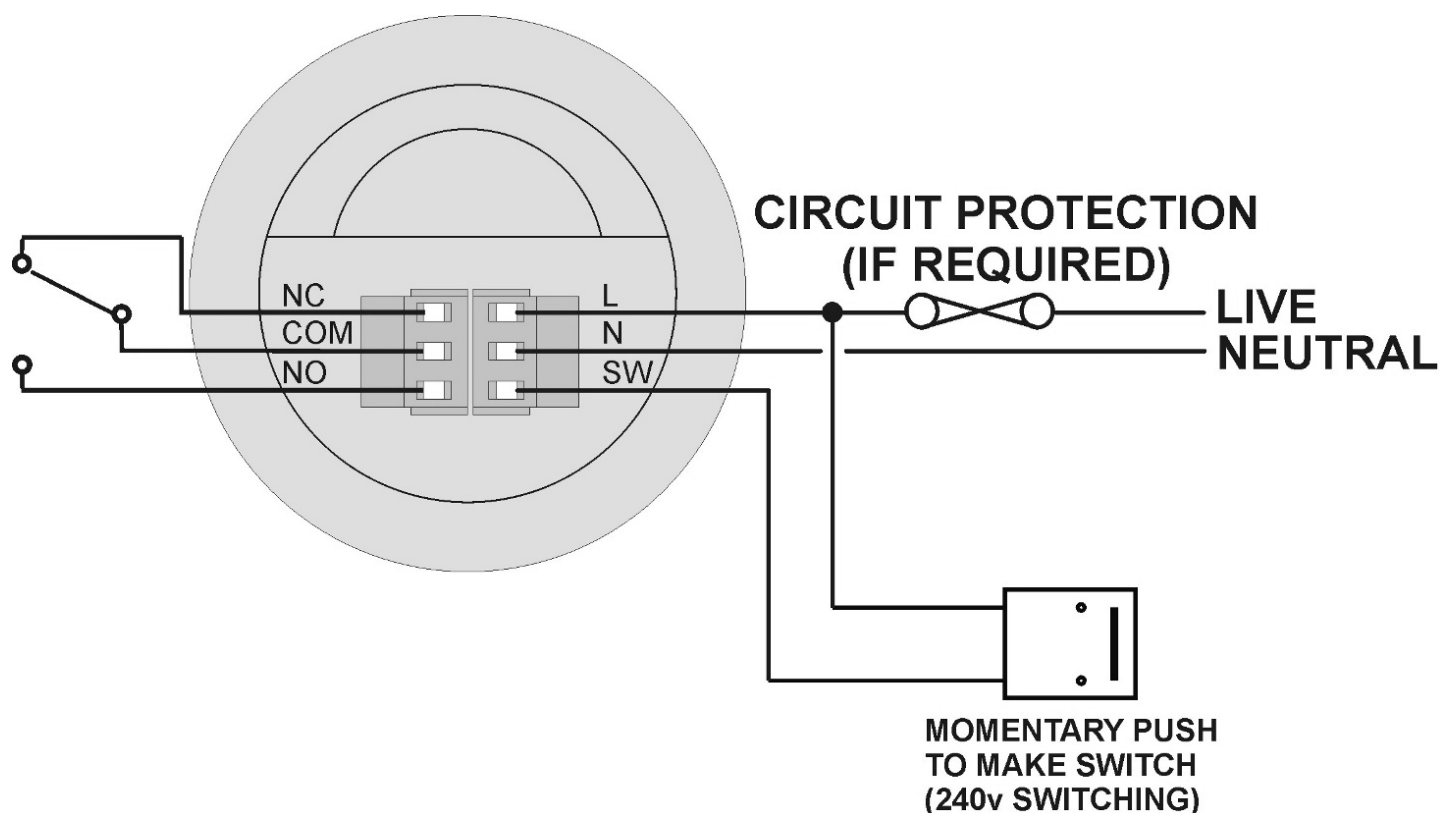 CIRCUIT PROTECTION
(IF REQUIRED)
NC
L
LIVE
COM
N
NEUTRAL
NO
SW
MOMENTARY PUSH
TO MAKE SWITCH
(240v SWITCHING)